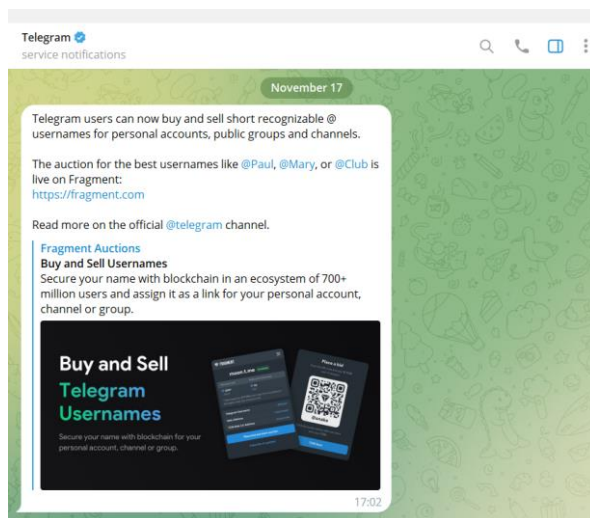 Telegram
service notifications
November 17
Telegram users can now buy and sell short recognizable @
usernames for personal accounts, public groups and channels.
The auction for the best usernames like @Paul, @Mary, or @Club is
live on Fragment:
https://fragment.com
Read more on the official @telegram channel.
Fragment Auctions
Buy and Sell Usernames
Secure your name with blockchain in an ecosystem of 700+
million users and assign it as a link for your personal account,
channel or group.
Buy and Sell
Telegram
Usernames
Secure your name with blockchain for your
personal account, channel or group.
Place a bid
17:02